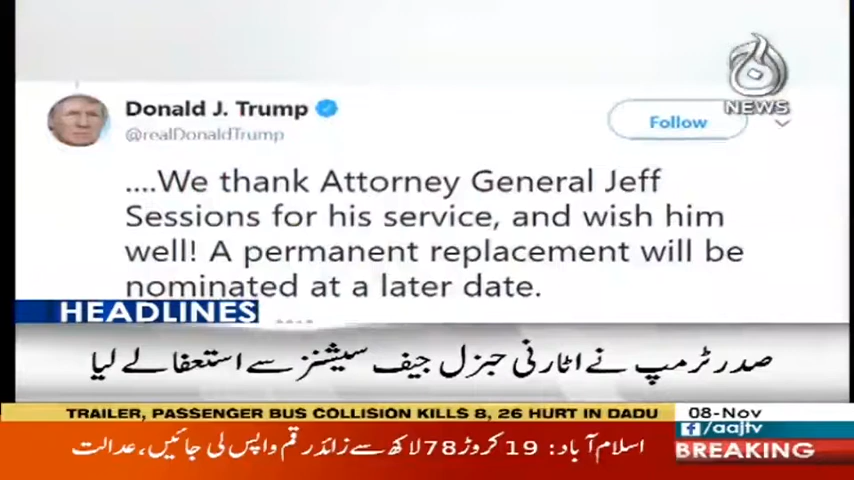 Donald J. Trump
@realDonaldTrump
Follow
NEWS
....We thank Attorney General Jeff
Sessions for his service, and wish him
well! A permanent replacement will be
nominated at a later date.
HEADLINES
صدر ٹرمپ نے اٹارنی جنرل جیف سیشنز سے استعفا لے لیا
TRAILER, PASSENGER BUS COLLISION KILLS 8, 26 HURT IN DADU
08-Nov
/aajtv
اسلام آباد: 19 کروڑ 78 لاکھ سے زائد رقم واپس لی جائیں، عدالت
BREAKING